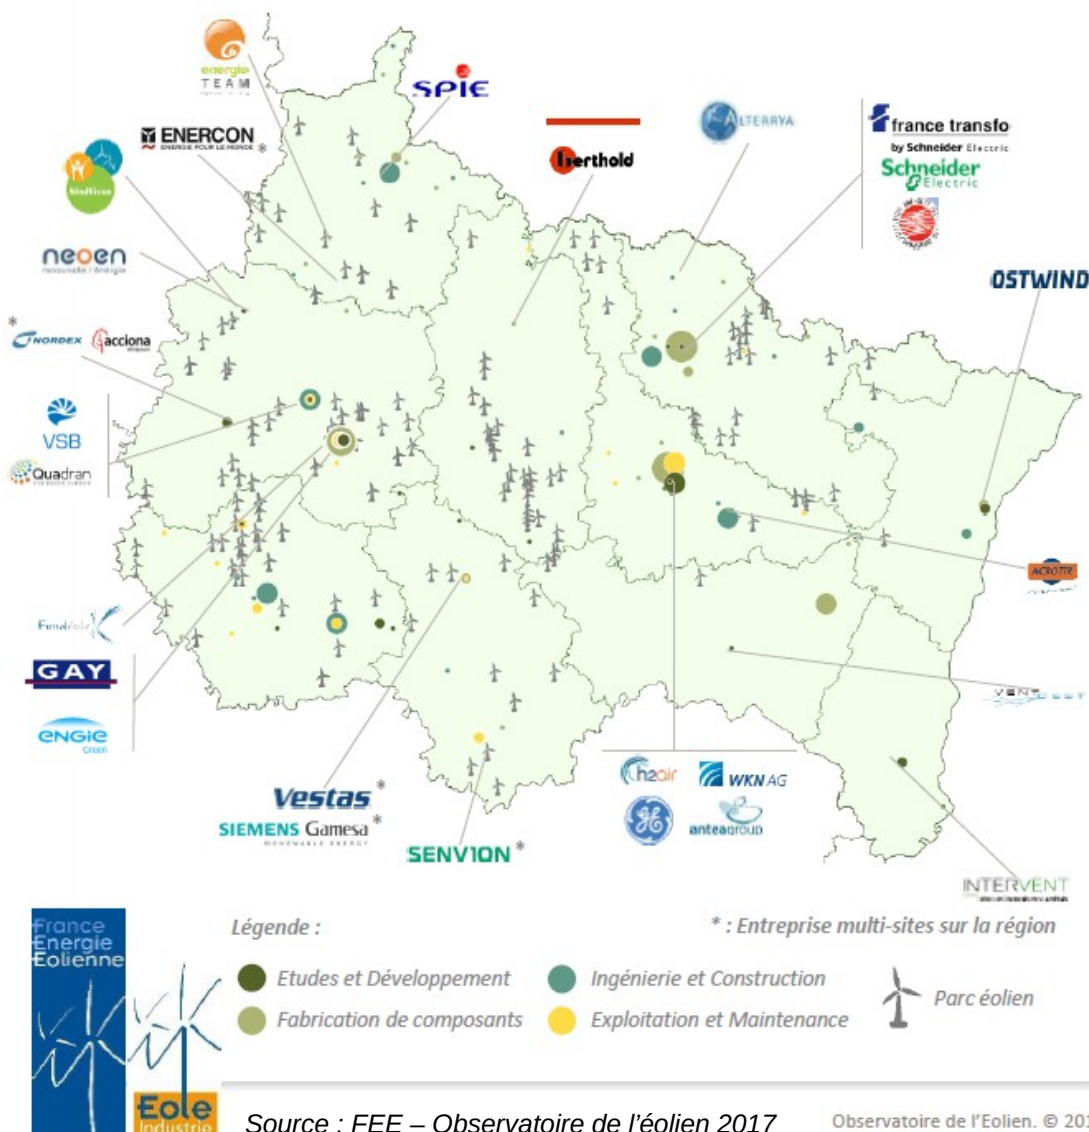 energie
TEAM
SPIE
ENERCON
ENERGIE POUR LE MONDE *
WindVision
berthold
ALTERRYA
france transfo
by Schneider Electric
Schneider
Electric
neoen
OSTWIND
* NORDEX acciona
VSB
Quadran
GAY
ENGIE
Green
Vestas *
SIEMENS Gamesa *
RENEWABLE ENERGY
SENVION *
h2air
WKN AG
anteagroup
INTERVENT
France
Energie
Eolienne
Eole
Industrie
Légende :
* : Entreprise multi-sites sur la région
Etudes et Développement
Ingénierie et Construction
Parc éolien
Fabrication de composants
Exploitation et Maintenance
Source : FEE – Observatoire de l'éolien 2017
Observatoire de l'Eolien. © 201